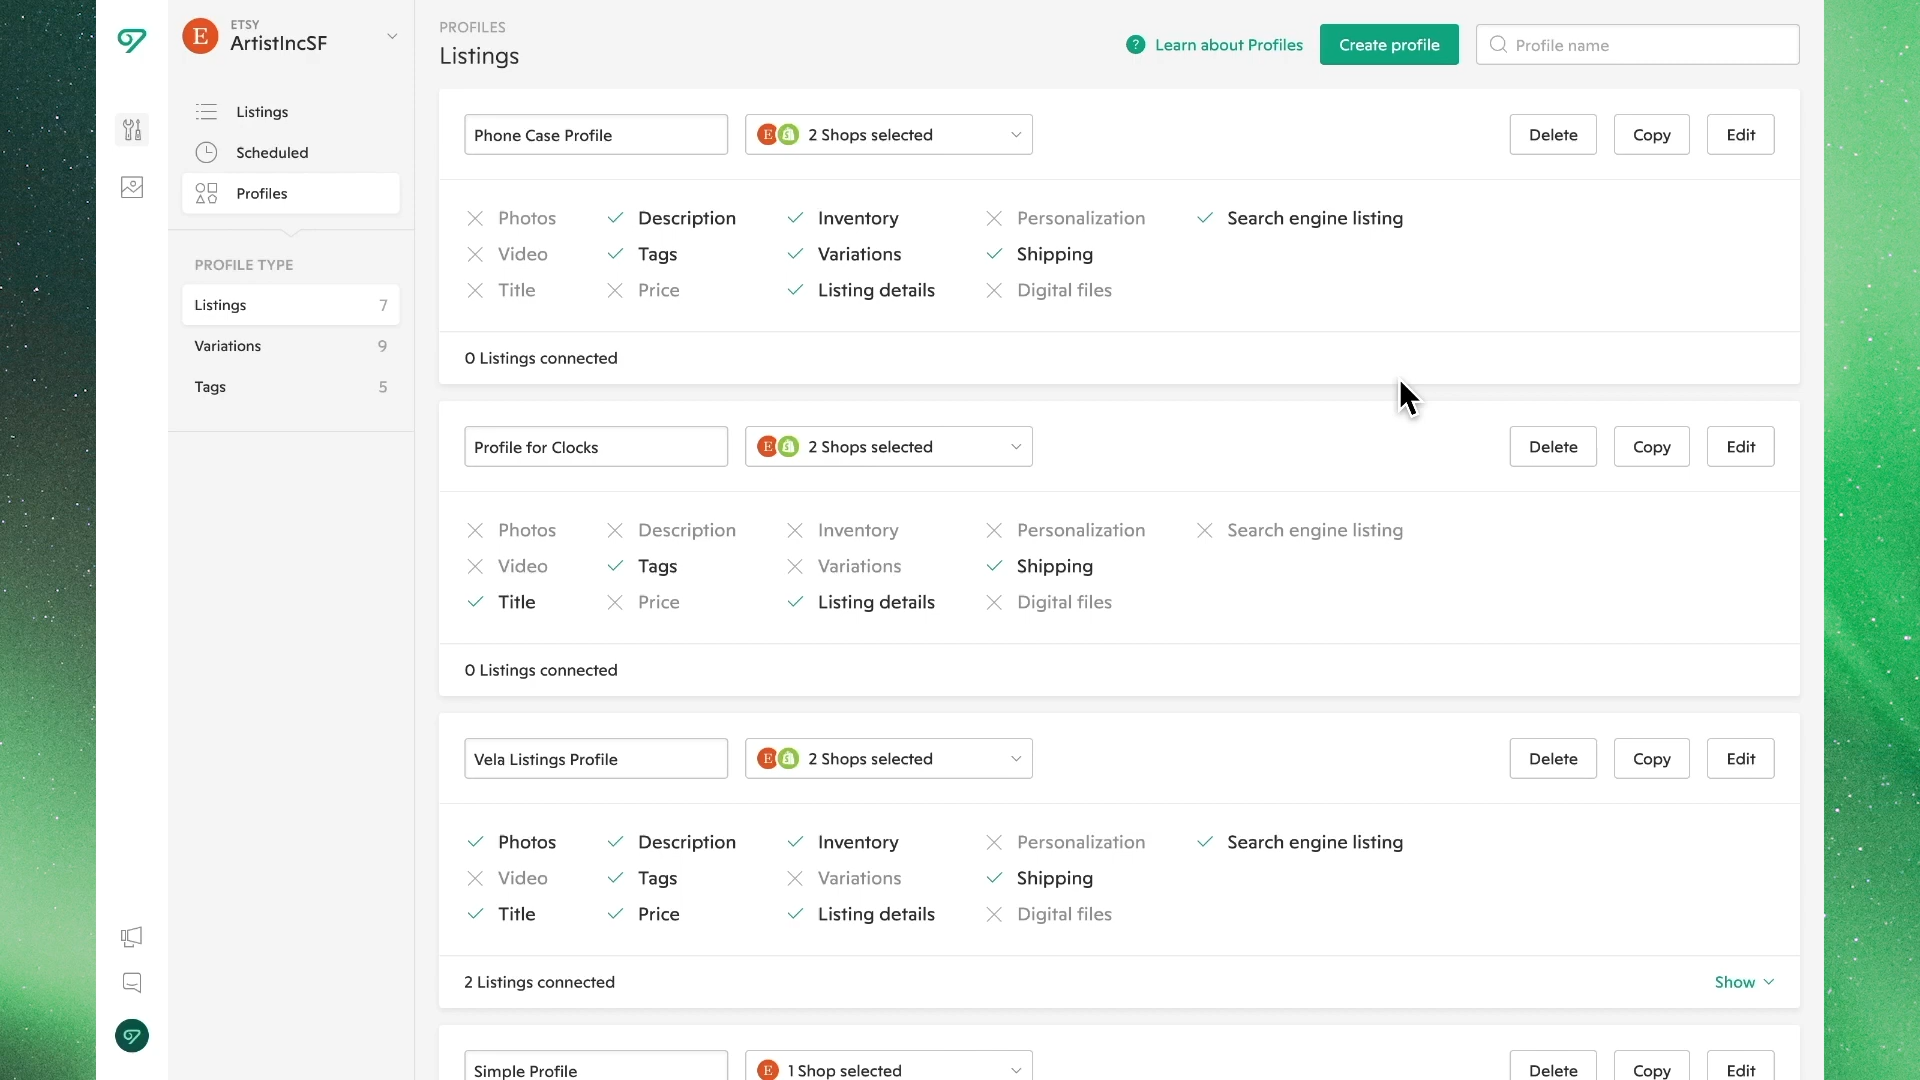 ETSY
E ArtistIncSF
Listings
Scheduled
Profiles
PROFILE TYPE
Listings 7
Variations 9
Tags 5
PROFILES
Listings
? Learn about Profiles
Create profile
Profile name
Phone Case Profile
E 2 Shops selected
Delete Copy Edit
Photos Description Inventory Personalization Search engine listing
Video Tags Variations Shipping
Title Price Listing details Digital files
0 Listings connected
Profile for Clocks
E 2 Shops selected
Delete Copy Edit
Photos Description Inventory Personalization Search engine listing
Video Tags Variations Shipping
Title Price Listing details Digital files
0 Listings connected
Vela Listings Profile
E 2 Shops selected
Delete Copy Edit
Photos Description Inventory Personalization Search engine listing
Video Tags Variations Shipping
Title Price Listing details Digital files
2 Listings connected
Show
Simple Profile
E 1 Shop selected
Delete Copy Edit